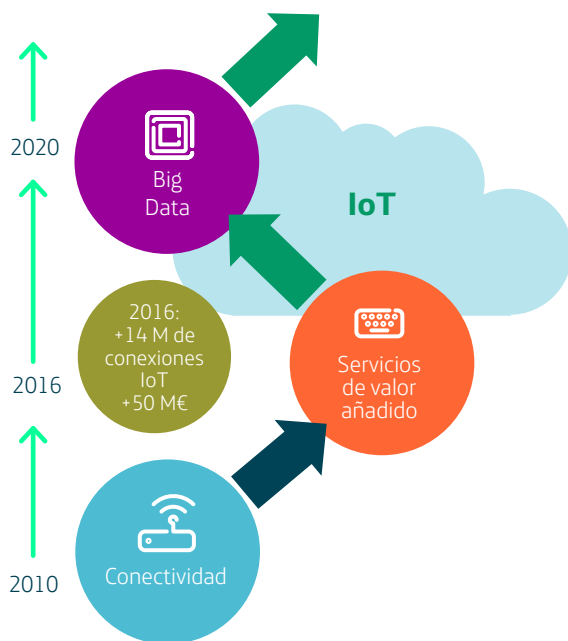 2020
Big
Data
IoT
2016:
+14 M de
conexiones
IoT
+50 M€
Servicios
de valor
añadido
2016
Conectividad
2010